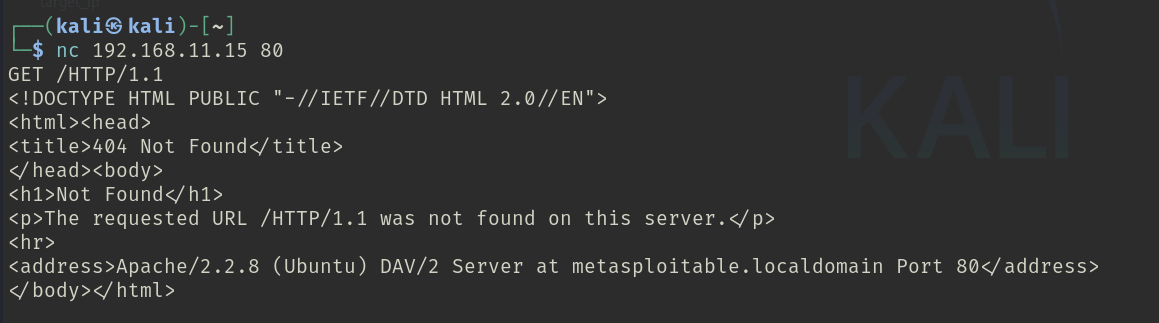 target_ip
┌──(kali㉿kali)-[~]
└─$ nc 192.168.11.15 80
GET /HTTP/1.1
<!DOCTYPE HTML PUBLIC "-//IETF//DTD HTML 2.0//EN">
<html><head>
<title>404 Not Found</title>
</head><body>
<h1>Not Found</h1>
<p>The requested URL /HTTP/1.1 was not found on this server.</p>
<hr>
<address>Apache/2.2.8 (Ubuntu) DAV/2 Server at metasploitable.localdomain Port 80</address>
</body></html>
KALI